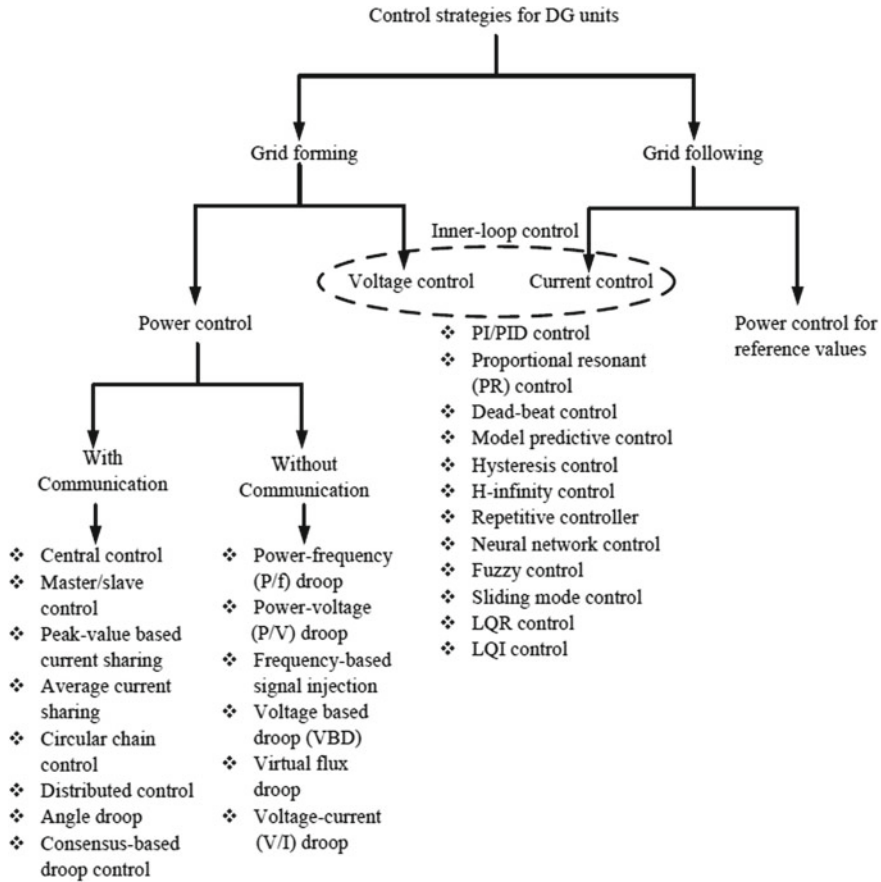 Control strategies for DG units
Grid forming
Grid following
Inner-loop control
Voltage control
Current control
Power control
Power control for
reference values
❖ PI/PID control
❖ Proportional resonant
(PR) control
❖ Dead-beat control
❖ Model predictive control
❖ Hysteresis control
❖ H-infinity control
❖ Repetitive controller
❖ Neural network control
❖ Fuzzy control
❖ Sliding mode control
❖ LQR control
❖ LQI control
With
Communication
❖ Central control
❖ Master/slave
control
❖ Peak-value based
current sharing
❖ Average current
sharing
❖ Circular chain
control
❖ Distributed control
❖ Angle droop
❖ Consensus-based
droop control
Without
Communication
❖ Power-frequency
(P/f) droop
❖ Power-voltage
(P/V) droop
❖ Frequency-based
signal injection
❖ Voltage based
droop (VBD)
❖ Virtual flux
droop
❖ Voltage-current
(V/I) droop